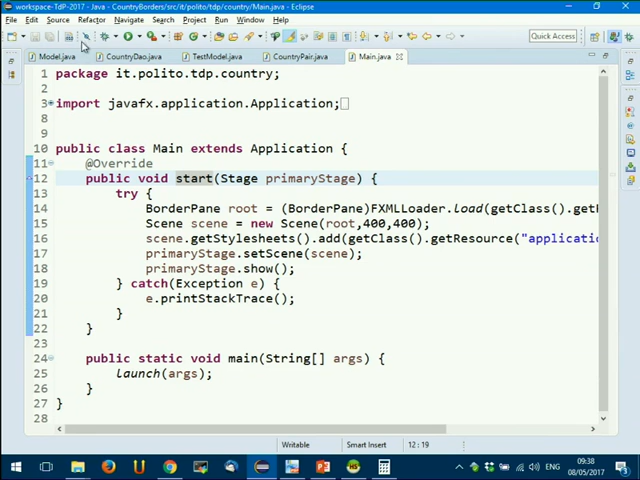 workspace-TdP-2017 - Java - CountryBorders/src/it/polito/tdp/country/Main.java - Eclipse
File Edit Source Refactor Navigate Search Project Run Window Help
Quick Access
Model.java CountryDao.java TestModel.java CountryPair.java Main.java
1 package it.polito.tdp.country;
2
3 import javafx.application.Application;
8
9
10 public class Main extends Application {
11 @Override
12 public void start(Stage primaryStage) {
13 try {
14 BorderPane root = (BorderPane)FXMLLoader.load(getClass().get
15 Scene scene = new Scene(root,400,400);
16 scene.getStylesheets().add(getClass().getResource("applicatio
17 primaryStage.setScene(scene);
18 primaryStage.show();
19 } catch(Exception e) {
20 e.printStackTrace();
21 }
22 }
23
24 public static void main(String[] args) {
25 launch(args);
26 }
27 }
28
Writable Smart Insert 12 : 19
ENG
09:38
08/05/2017